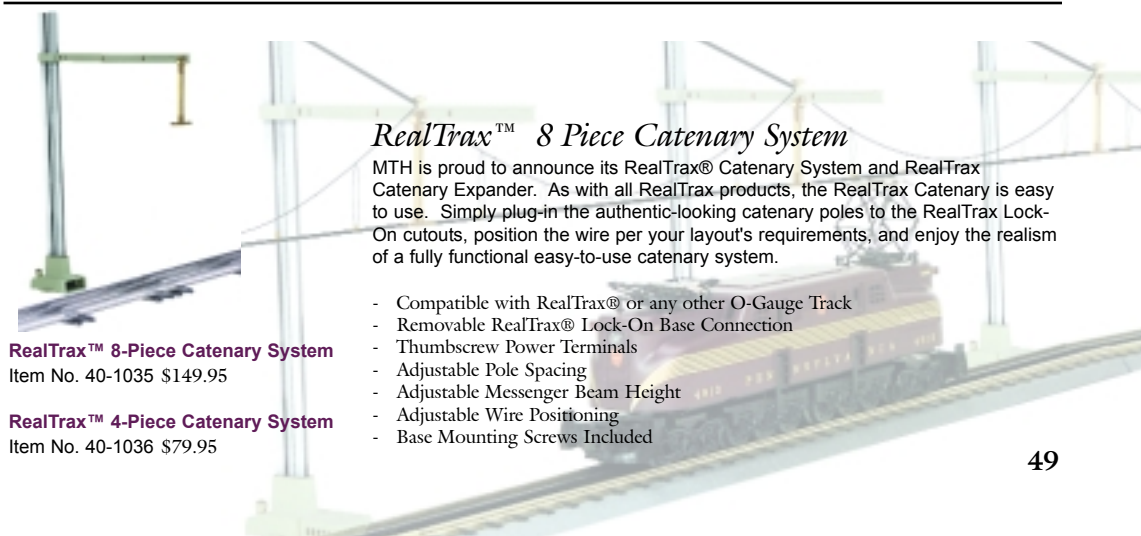 RealTrax™ 8 Piece Catenary System
MTH is proud to announce its RealTrax® Catenary System and RealTrax
Catenary Expander. As with all RealTrax products, the RealTrax Catenary is easy
to use. Simply plug-in the authentic-looking catenary poles to the RealTrax Lock-
On cutouts, position the wire per your layout's requirements, and enjoy the realism
of a fully functional easy-to-use catenary system.
- Compatible with RealTrax® or any other O-Gauge Track
- Removable RealTrax® Lock-On Base Connection
- Thumbscrew Power Terminals
- Adjustable Pole Spacing
- Adjustable Messenger Beam Height
- Adjustable Wire Positioning
- Base Mounting Screws Included
RealTrax™ 8-Piece Catenary System
Item No. 40-1035 $149.95
RealTrax™ 4-Piece Catenary System
Item No. 40-1036 $79.95
49